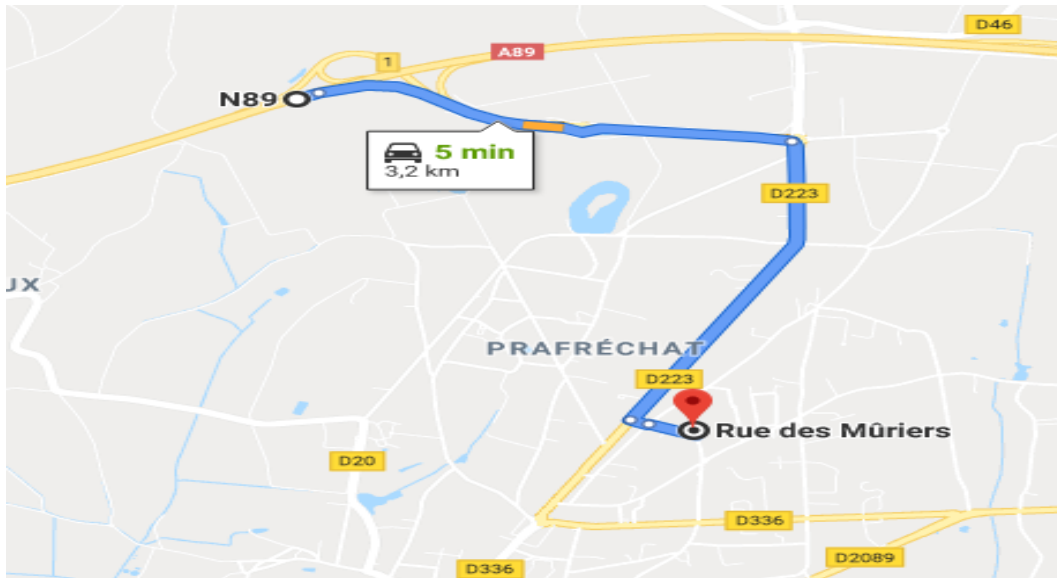 D46
A89
1
N89
5 min
3,2 km
D223
UX
PRAFRÉCHAT
D223
Rue des Mûriers
D20
D336
D2089
D336